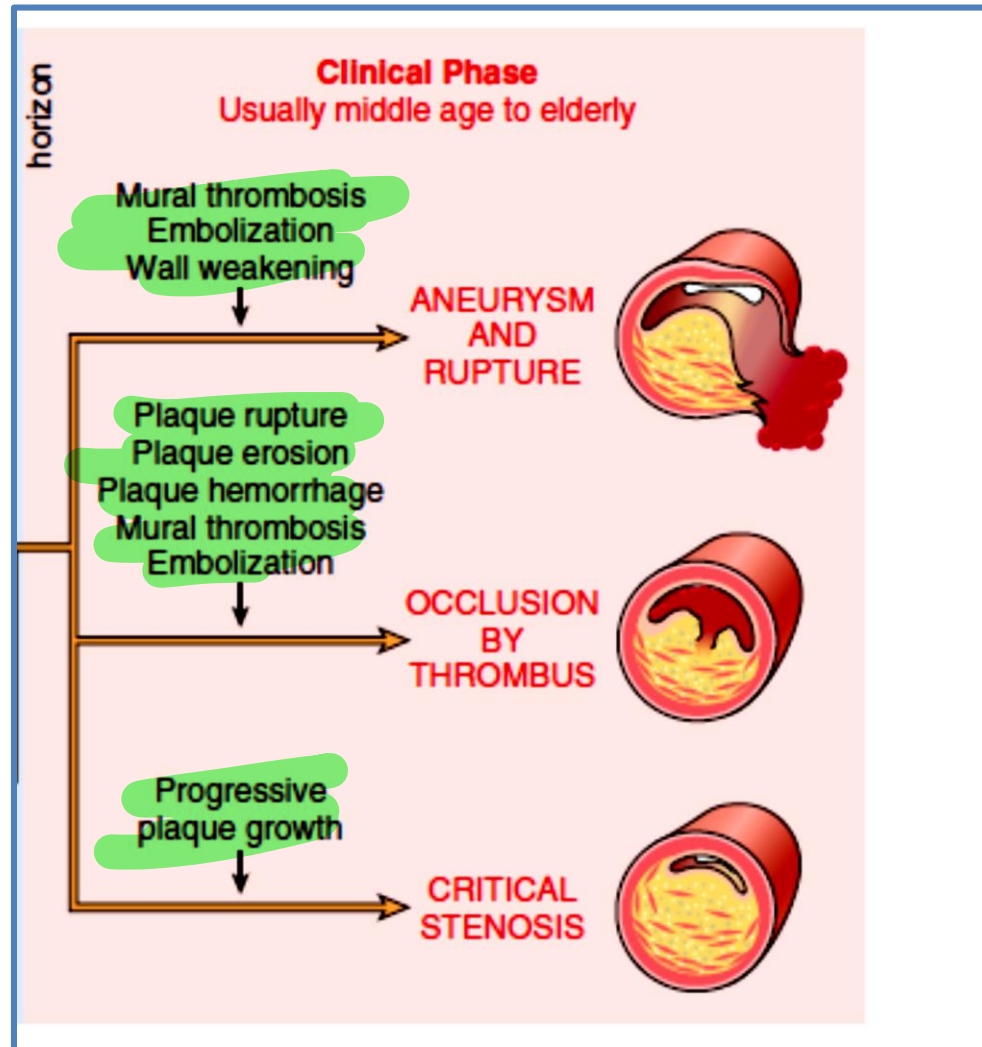 horizon
Clinical Phase
Usually middle age to elderly
Mural thrombosis
Embolization
Wall weakening
ANEURYSM
AND
RUPTURE
Plaque rupture
Plaque erosion
Plaque hemorrhage
Mural thrombosis
Embolization
OCCLUSION
BY
THROMBUS
Progressive
plaque growth
CRITICAL
STENOSIS